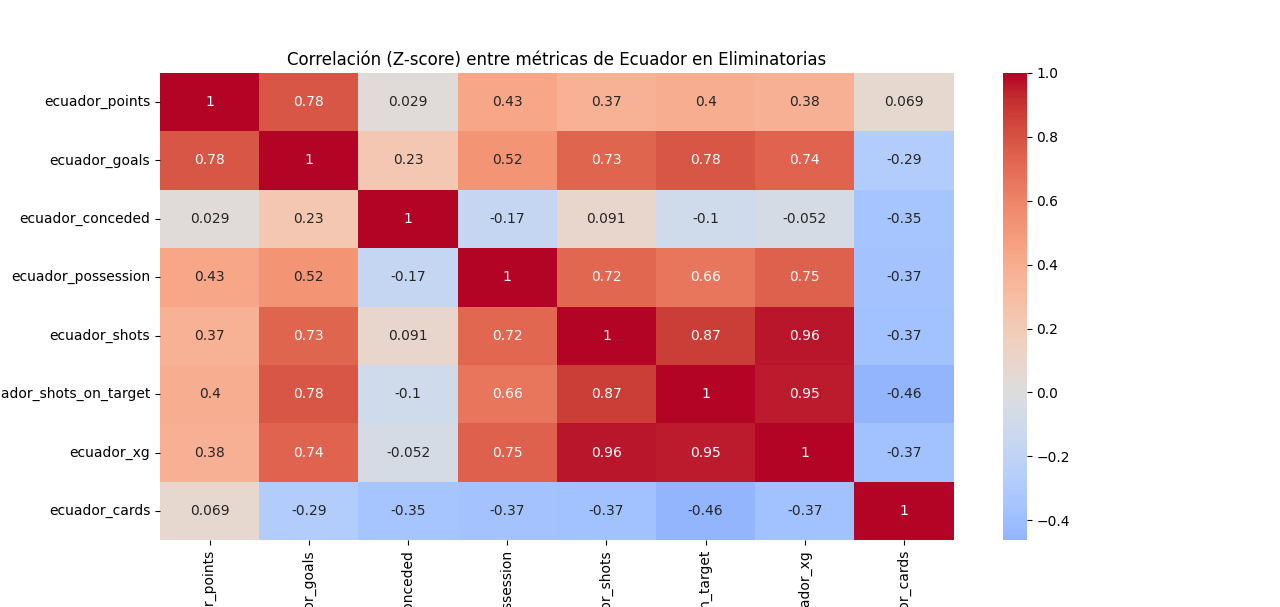 Correlación (Z-score) entre métricas de Ecuador en Eliminatorias
ecuador_points 1 0.78 0.029 0.43 0.37 0.4 0.38 0.069
ecuador_goals 0.78 1 0.23 0.52 0.73 0.78 0.74 -0.29
ecuador_conceded 0.029 0.23 1 -0.17 0.091 -0.1 -0.052 -0.35
ecuador_possession 0.43 0.52 -0.17 1 0.72 0.66 0.75 -0.37
ecuador_shots 0.37 0.73 0.091 0.72 1 0.87 0.96 -0.37
ador_shots_on_target 0.4 0.78 -0.1 0.66 0.87 1 0.95 -0.46
ecuador_xg 0.38 0.74 -0.052 0.75 0.96 0.95 1 -0.37
ecuador_cards 0.069 -0.29 -0.35 -0.37 -0.37 -0.46 -0.37 1
r_points
or_goals
onceded
ssession
or_shots
n_target
ador_xg
or_cards
1.0
0.8
0.6
0.4
0.2
0.0
−0.2
−0.4